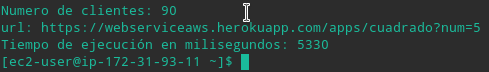 Numero de clientes: 90
url: https://webserviceaws.herokuapp.com/apps/cuadrado?num=5
Tiempo de ejecución en milisegundos: 5330
[ec2-user@ip-172-31-93-11 ~]$